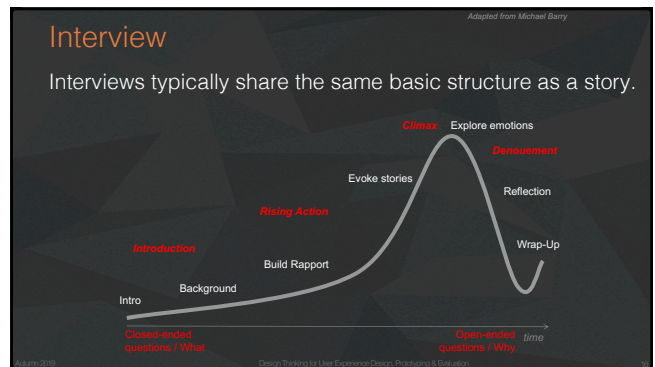 Adapted from Michael Barry
Interview
Interviews typically share the same basic structure as a story.
Climax
Explore emotions
Denouement
Evoke stories
Reflection
Rising Action
Introduction
Wrap-Up
Build Rapport
Background
Intro
Closed-ended
questions / What
Open-ended
questions / Why
time
Autumn 2019
Design Thinking for User Experience Design, Prototyping & Evaluation